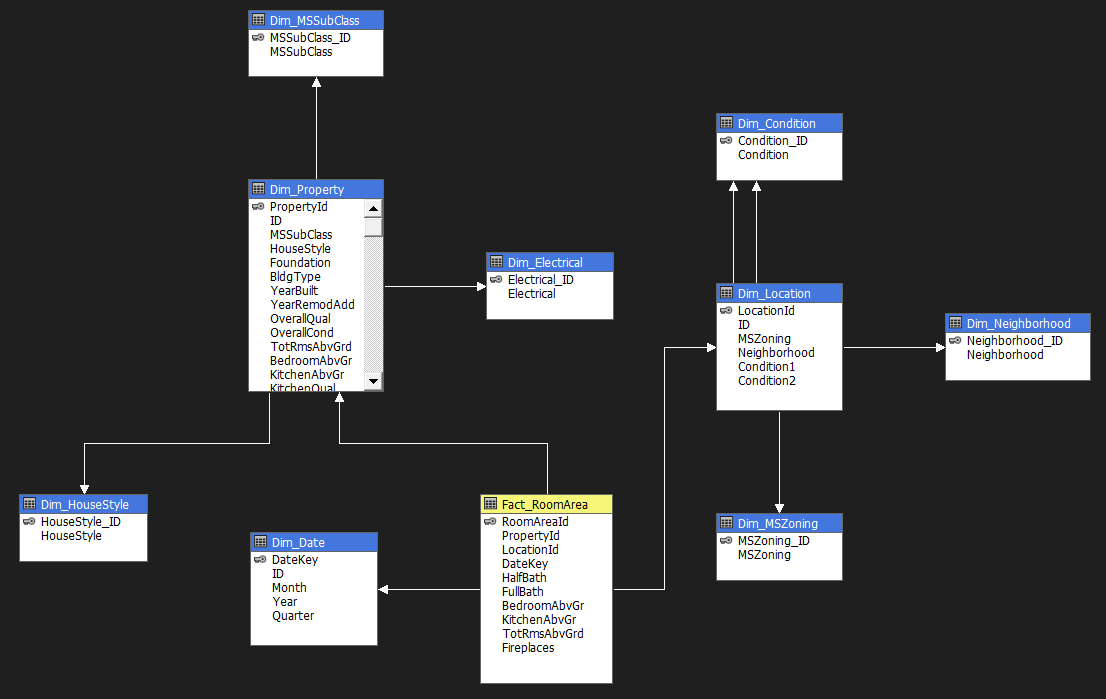 Dim_MSSubClass
MSSubClass_ID
MSSubClass
Dim_Condition
Condition_ID
Condition
Dim_Property
PropertyId
ID
MSSubClass
HouseStyle
Foundation
BldgType
YearBuilt
YearRemodAdd
OverallQual
OverallCond
TotRmsAbvGrd
BedroomAbvGr
KitchenAbvGr
KitchenQual
Dim_Electrical
Electrical_ID
Electrical
Dim_Location
LocationId
ID
MSZoning
Neighborhood
Condition1
Condition2
Dim_Neighborhood
Neighborhood_ID
Neighborhood
Dim_HouseStyle
HouseStyle_ID
HouseStyle
Dim_Date
DateKey
ID
Month
Year
Quarter
Fact_RoomArea
RoomAreaId
PropertyId
LocationId
DateKey
HalfBath
FullBath
BedroomAbvGr
KitchenAbvGr
TotRmsAbvGrd
Fireplaces
Dim_MSZoning
MSZoning_ID
MSZoning